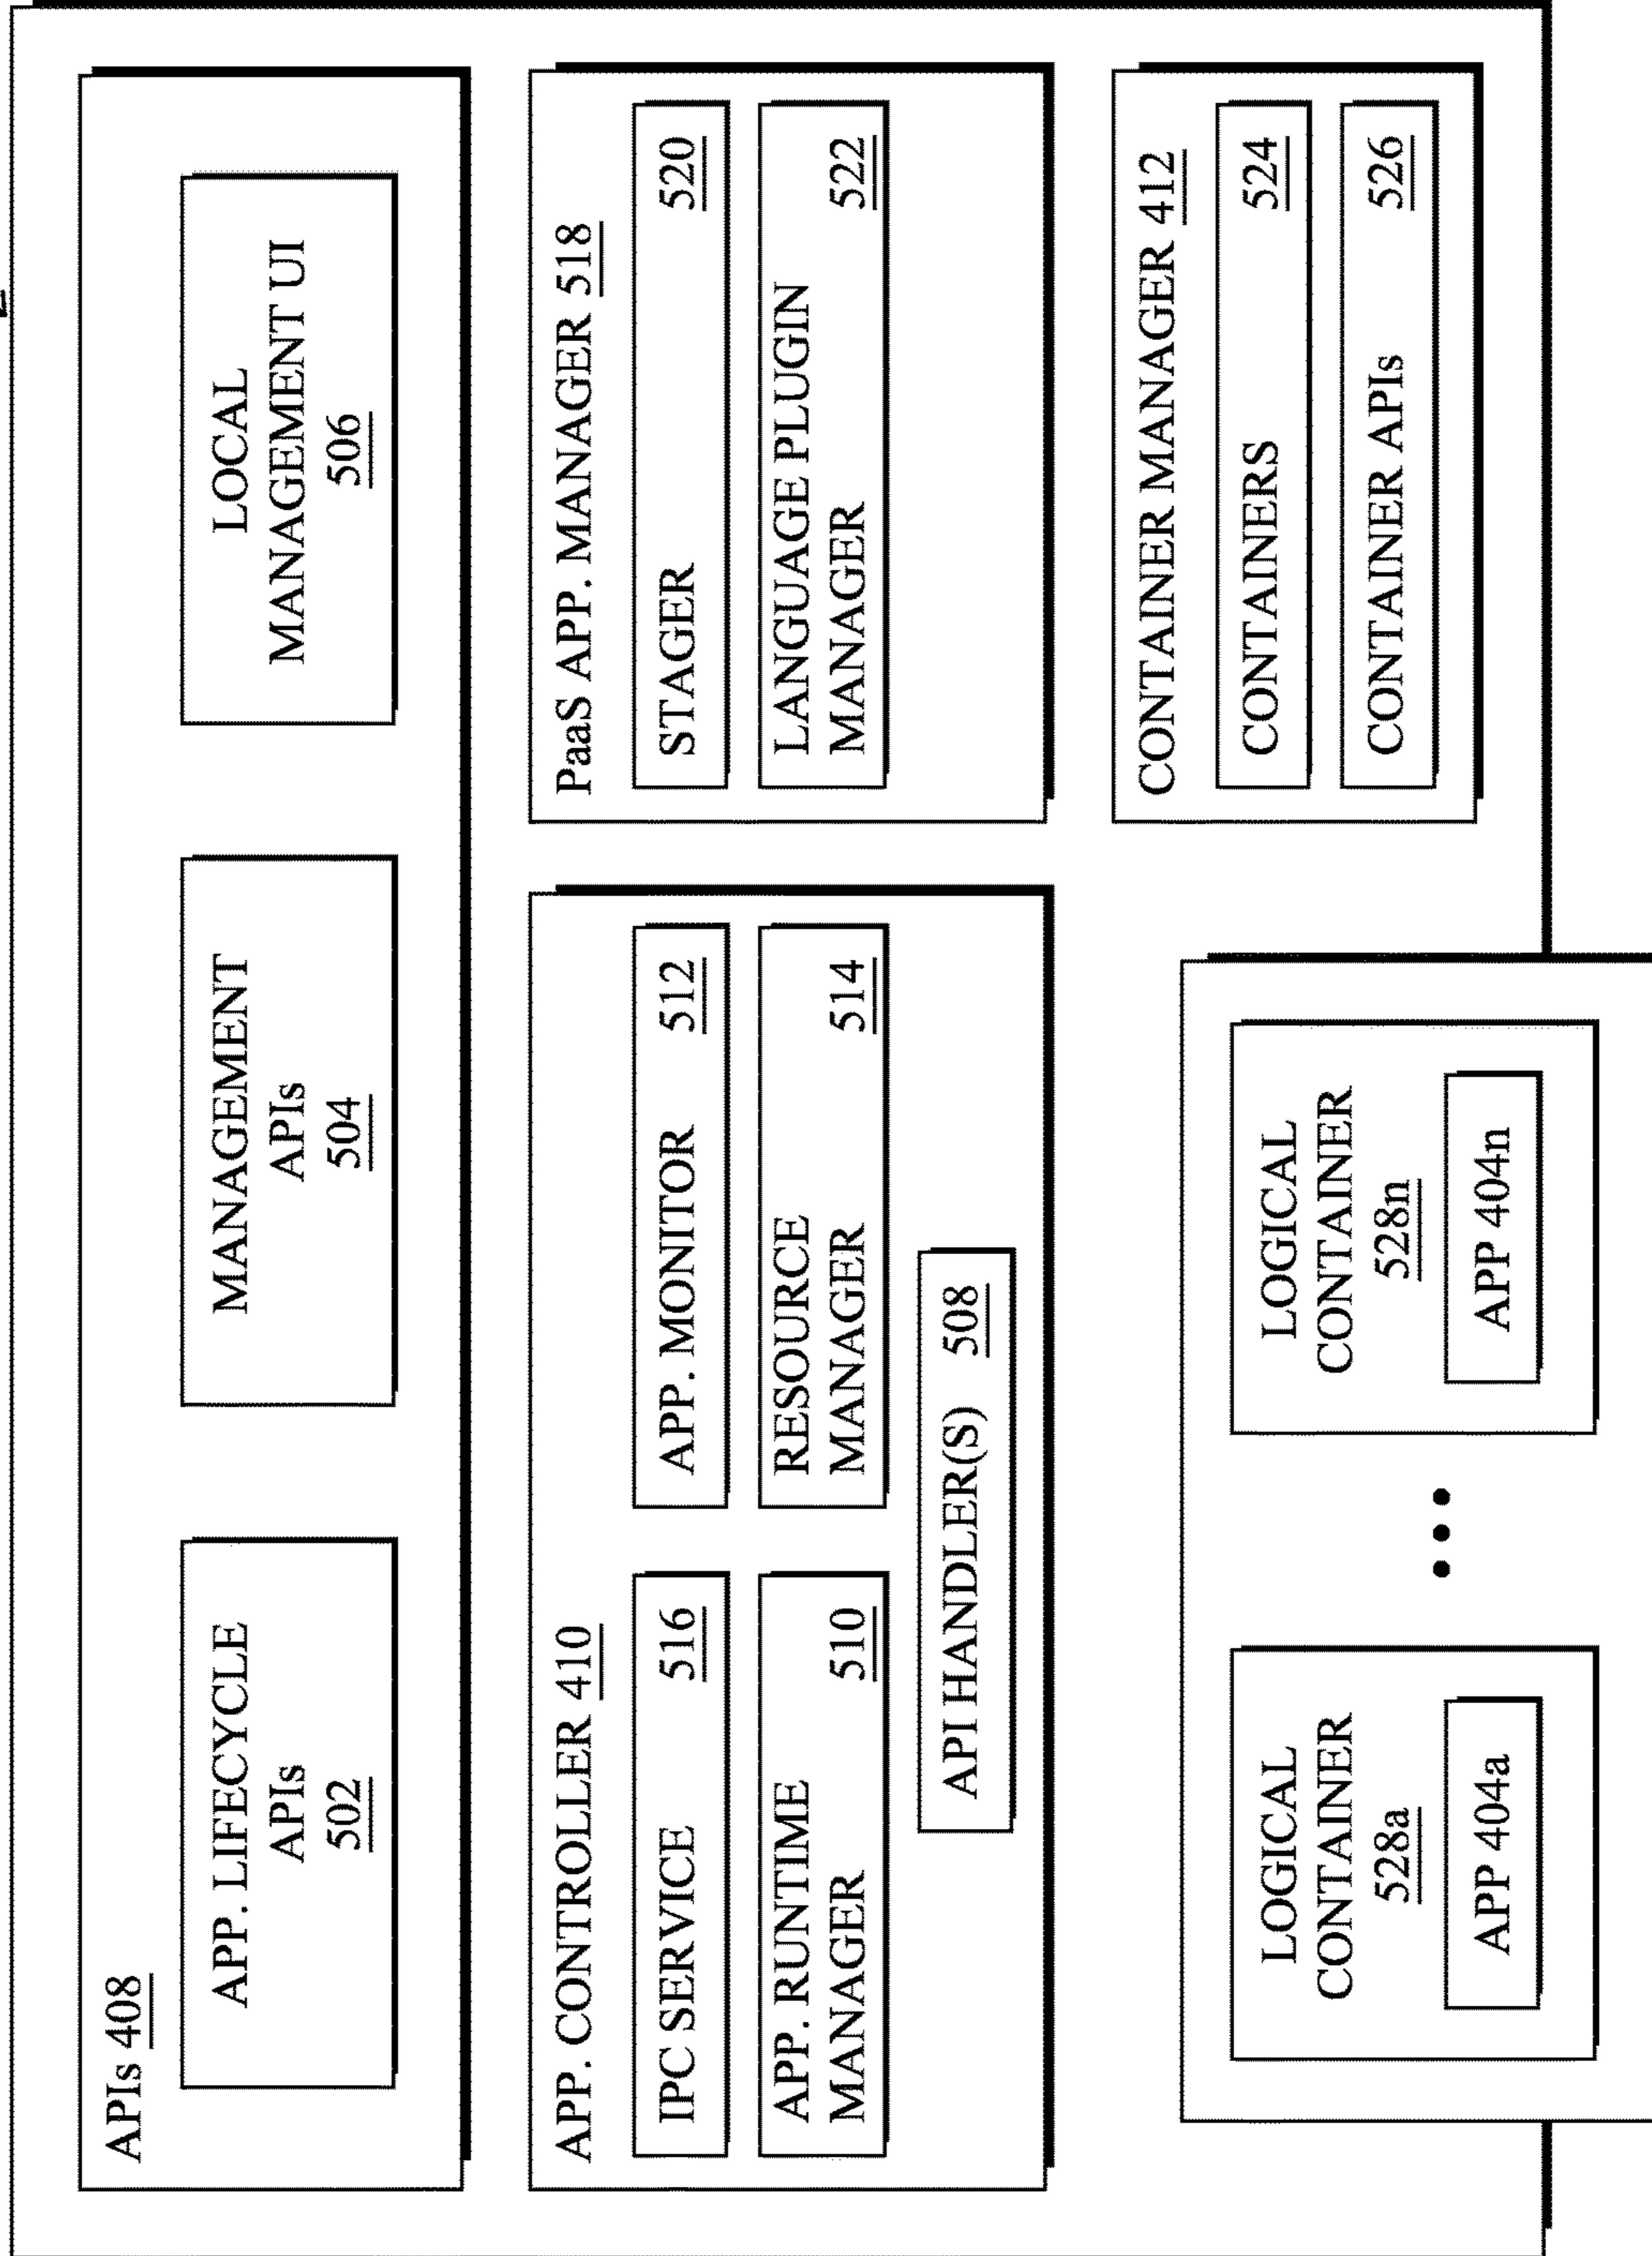 APIs 408
APP. LIFECYCLE
APIs
502
MANAGEMENT
APIs
504
LOCAL
MANAGEMENT UI
506
APP. CONTROLLER 410
IPC SERVICE 516
APP. RUNTIME
MANAGER 510
APP. MONITOR 512
RESOURCE
MANAGER 514
API HANDLER(S) 508
PaaS APP. MANAGER 518
STAGER 520
LANGUAGE PLUGIN
MANAGER 522
LOGICAL
CONTAINER
528a
APP 404a
LOGICAL
CONTAINER
528n
APP 404n
CONTAINER MANAGER 412
CONTAINERS 524
CONTAINER APIs 526